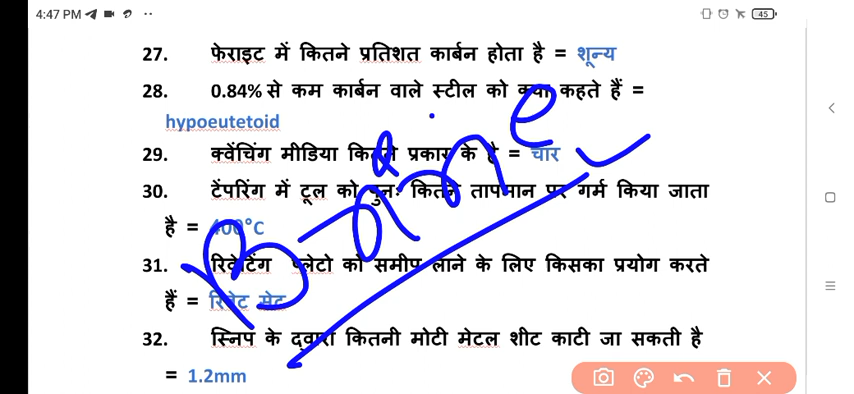 4:47 PM
45
27. फेराइट में कितने प्रतिशत कार्बन होता है = शून्य
28. 0.84% से कम कार्बन वाले स्टील को क्या कहते हैं =
hypoeutetoid
29. क्वेंचिंग मीडिया कितने प्रकार के है = चार
30. टेंपरिंग में टूल को पुनः कितने तापमान पर गर्म किया जाता
है = 400°C
31. रिवेटिंग प्लेटो को समीप लाने के लिए किसका प्रयोग करते
हैं = रिवेट सेट
32. स्निप के द्वारा कितनी मोटी मेटल शीट काटी जा सकती है
= 1.2mm